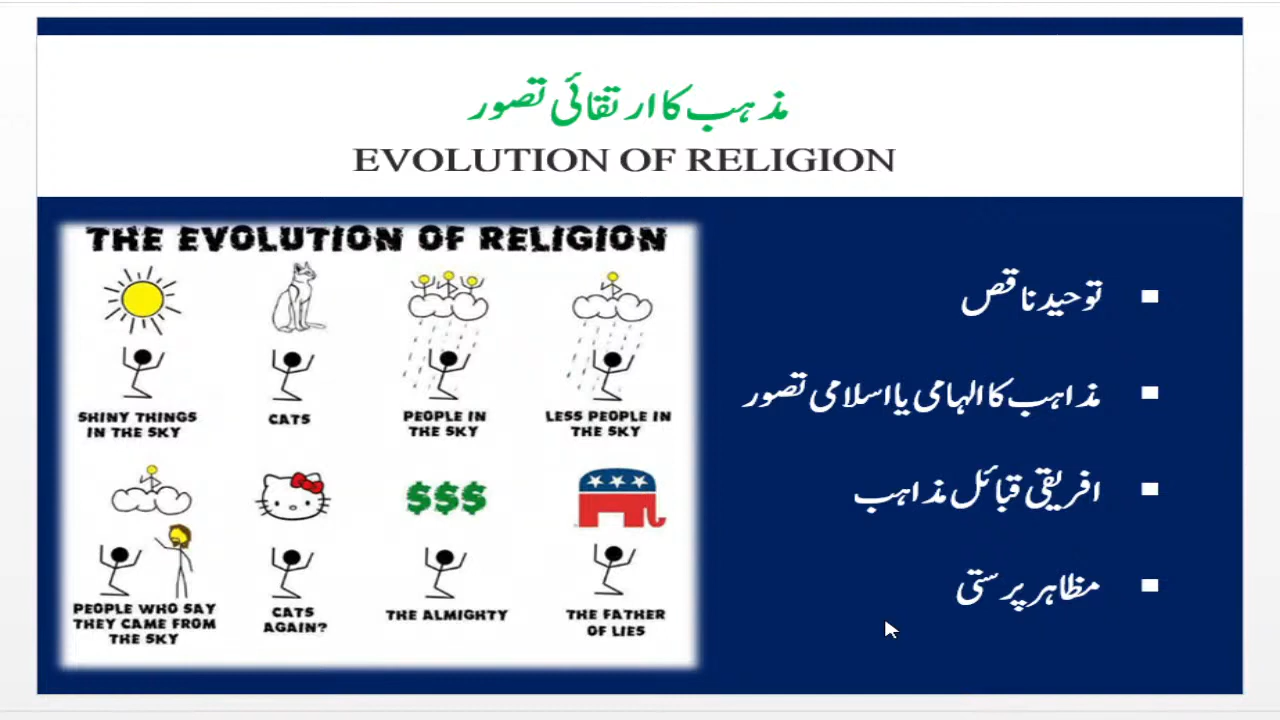 مذہب کا ارتقائی تصور
EVOLUTION OF RELIGION
THE EVOLUTION OF RELIGION
SHINY THINGS
IN THE SKY
CATS
PEOPLE IN
THE SKY
LESS PEOPLE IN
THE SKY
PEOPLE WHO SAY
THEY CAME FROM
THE SKY
CATS
AGAIN?
$$$
THE ALMIGHTY
THE FATHER
OF LIES
توحید ناقص
مذاہب کا الہامی یا اسلامی تصور
افریقی قبائل مذاہب
مظاہر پرستی